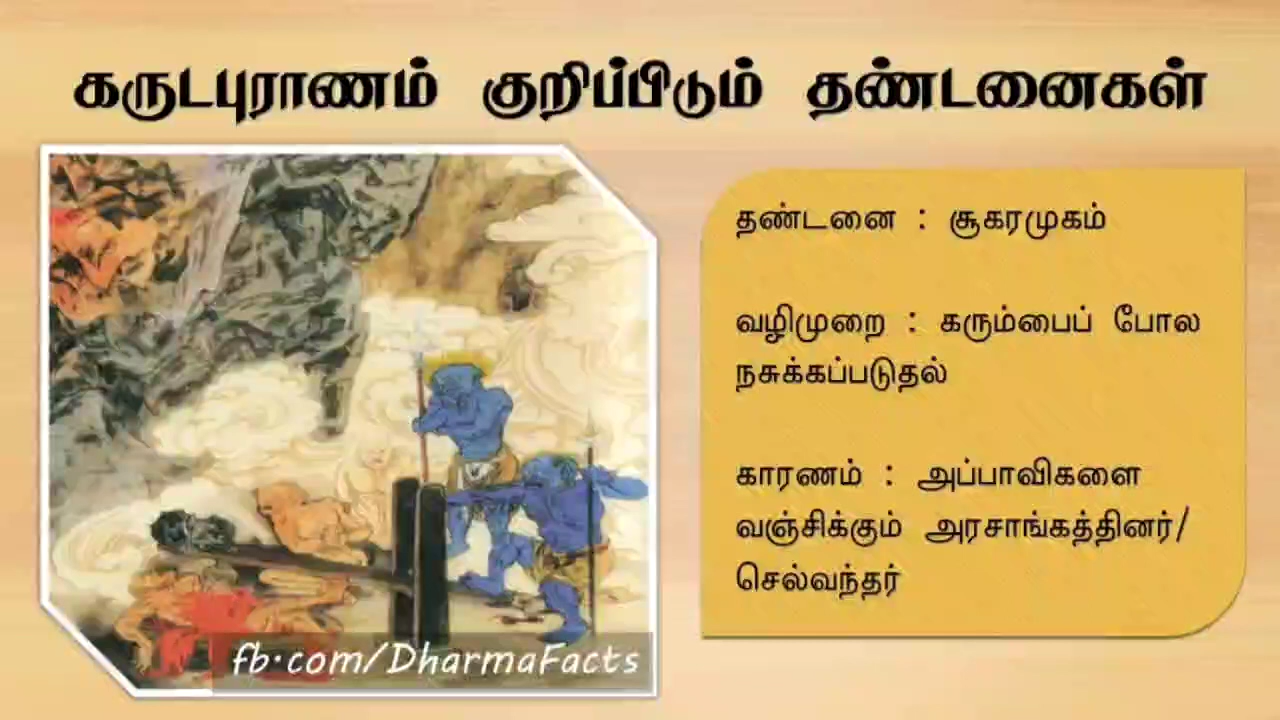 கருடபுராணம் குறிப்பிடும் தண்டனைகள்
தண்டனை : சூகரமுகம்
வழிமுறை : கரும்பைப் போல
நசுக்கப்படுதல்
காரணம் : அப்பாவிகளை
வஞ்சிக்கும் அரசாங்கத்தினர்/
செல்வந்தர்
fb.com/DharmaFacts